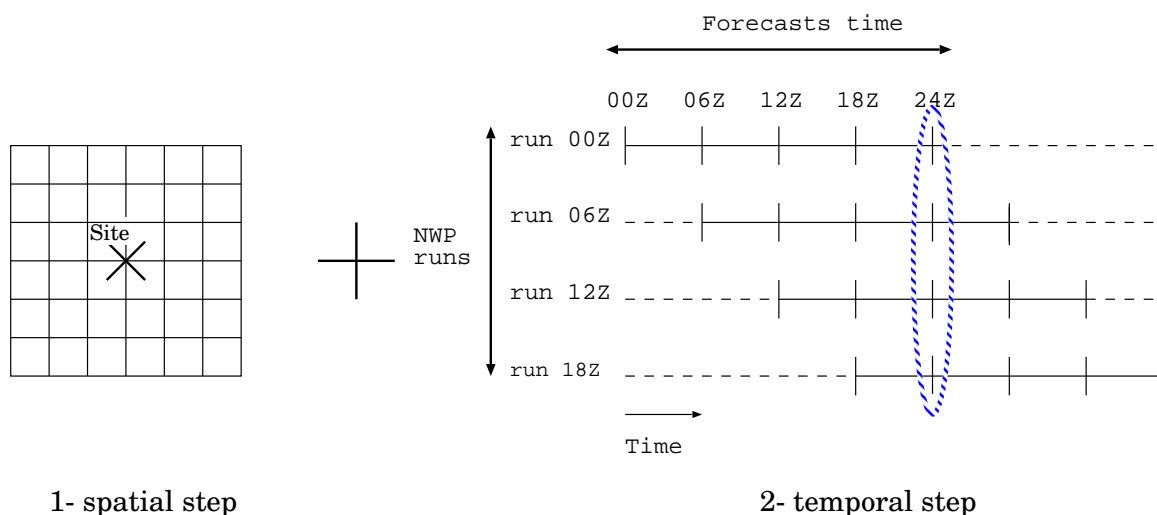 Forecasts time
00Z 06Z 12Z 18Z 24Z
run 00Z
run 06Z
Site
NWP
runs
run 12Z
run 18Z
Time
1- spatial step
2- temporal step